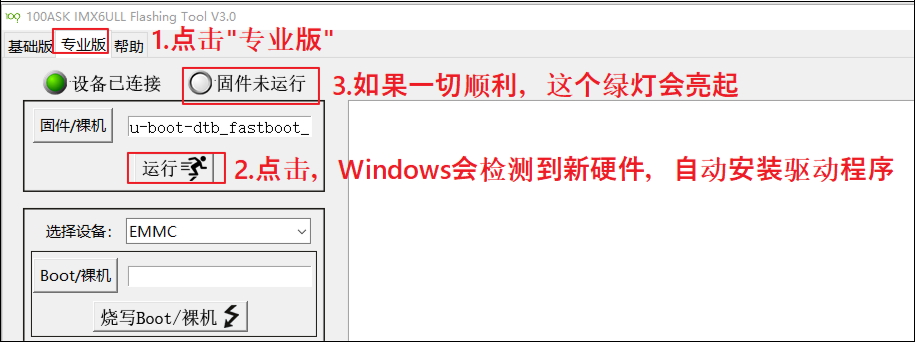 100ASK IMX6ULL Flashing Tool V3.0
基础版 专业版 帮助 1.点击"专业版"
设备已连接 固件未运行 3.如果一切顺利，这个绿灯会亮起
固件/裸机 u-boot-dtb_fastboot_
运行 2.点击，Windows会检测到新硬件，自动安装驱动程序
选择设备： EMMC
Boot/裸机
烧写Boot/裸机